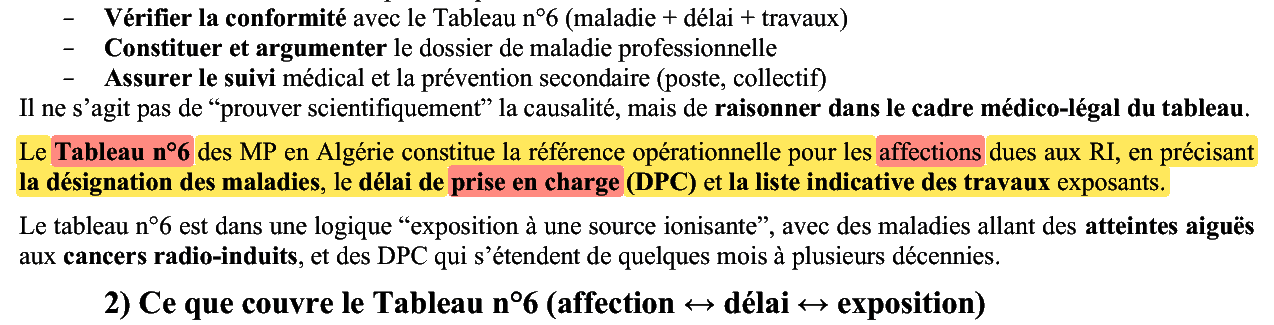 – Vérifier la conformité avec le Tableau n°6 (maladie + délai + travaux)
– Constituer et argumenter le dossier de maladie professionnelle
– Assurer le suivi médical et la prévention secondaire (poste, collectif)
Il ne s’agit pas de “prouver scientifiquement” la causalité, mais de raisonner dans le cadre médico-légal du tableau.
Le Tableau n°6 des MP en Algérie constitue la référence opérationnelle pour les affections dues aux RI, en précisant
la désignation des maladies, le délai de prise en charge (DPC) et la liste indicative des travaux exposants.
Le tableau n°6 est dans une logique “exposition à une source ionisante”, avec des maladies allant des atteintes aiguës
aux cancers radio-induits, et des DPC qui s’étendent de quelques mois à plusieurs décennies.
2) Ce que couvre le Tableau n°6 (affection ↔ délai ↔ exposition)